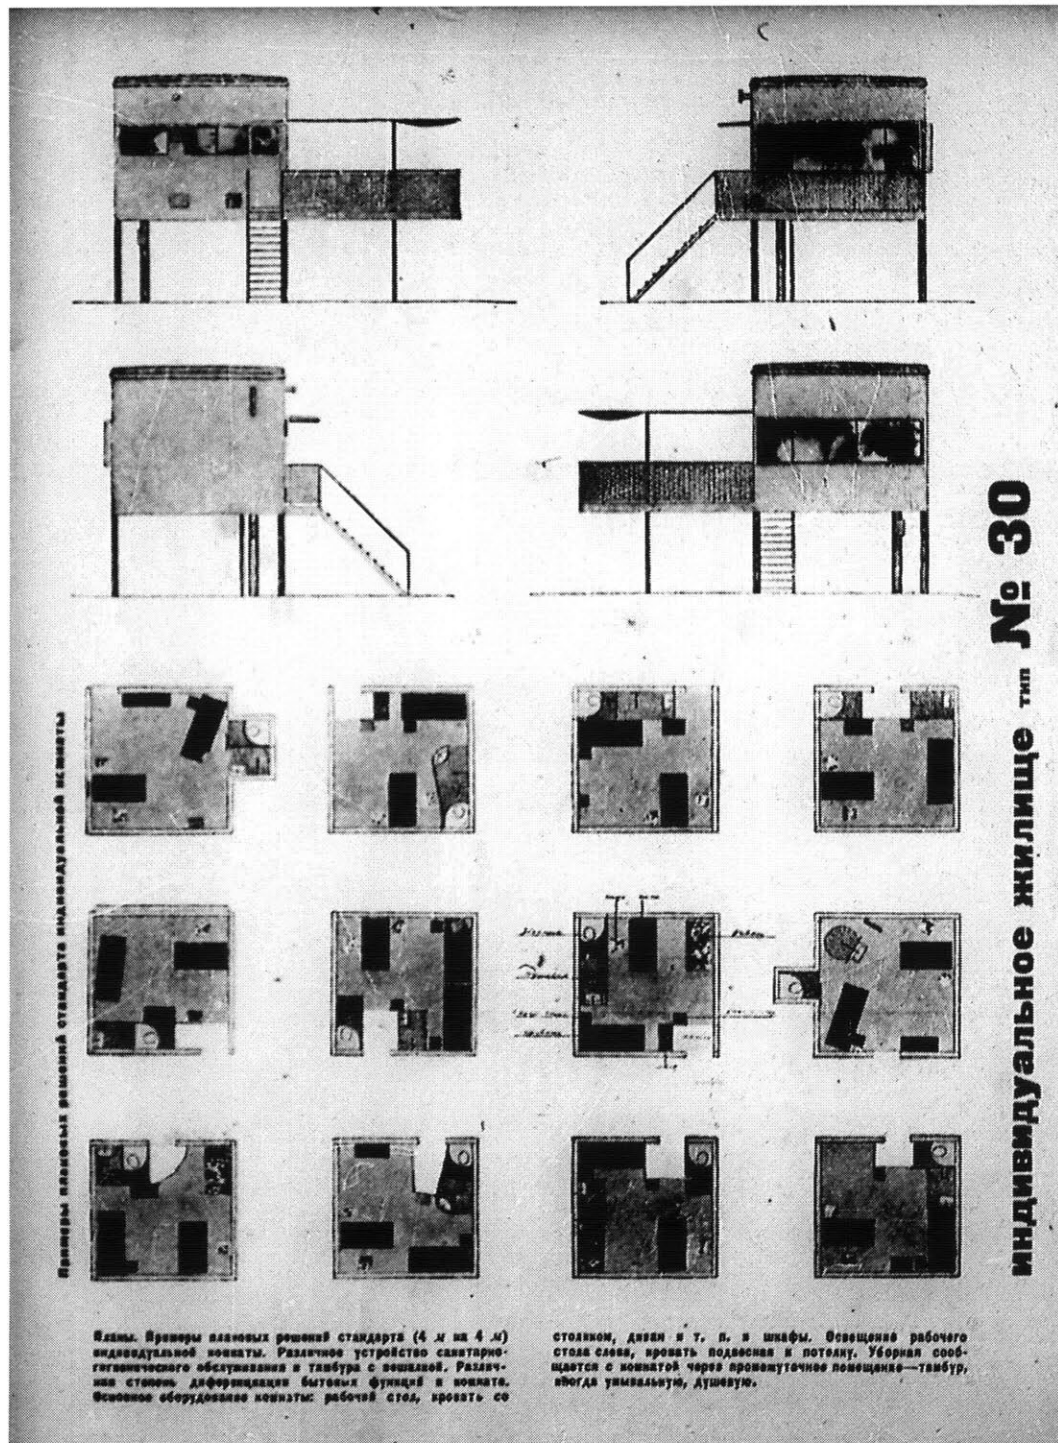 Примеры плановых решений стандарта индивидуальной комнаты
индивидуальное жилище тип № 30
Планы. Примеры плановых решений стандарта (4 м на 4 м)
индивидуальной комнаты. Различное устройство санитарно-
гигиенического обслуживания и тамбура с вешалкой. Различ-
ная степень диференциации бытовых функций в комнате.
Основное оборудование комнаты: рабочий стол, кровать со
столиком, диван и т. п. и шкафы. Освещение рабочего
стола слева, кровать подвесная к потолку. Уборная сооб-
щается с комнатой через промежуточное помещение—тамбур,
иногда умывальную, душевую.